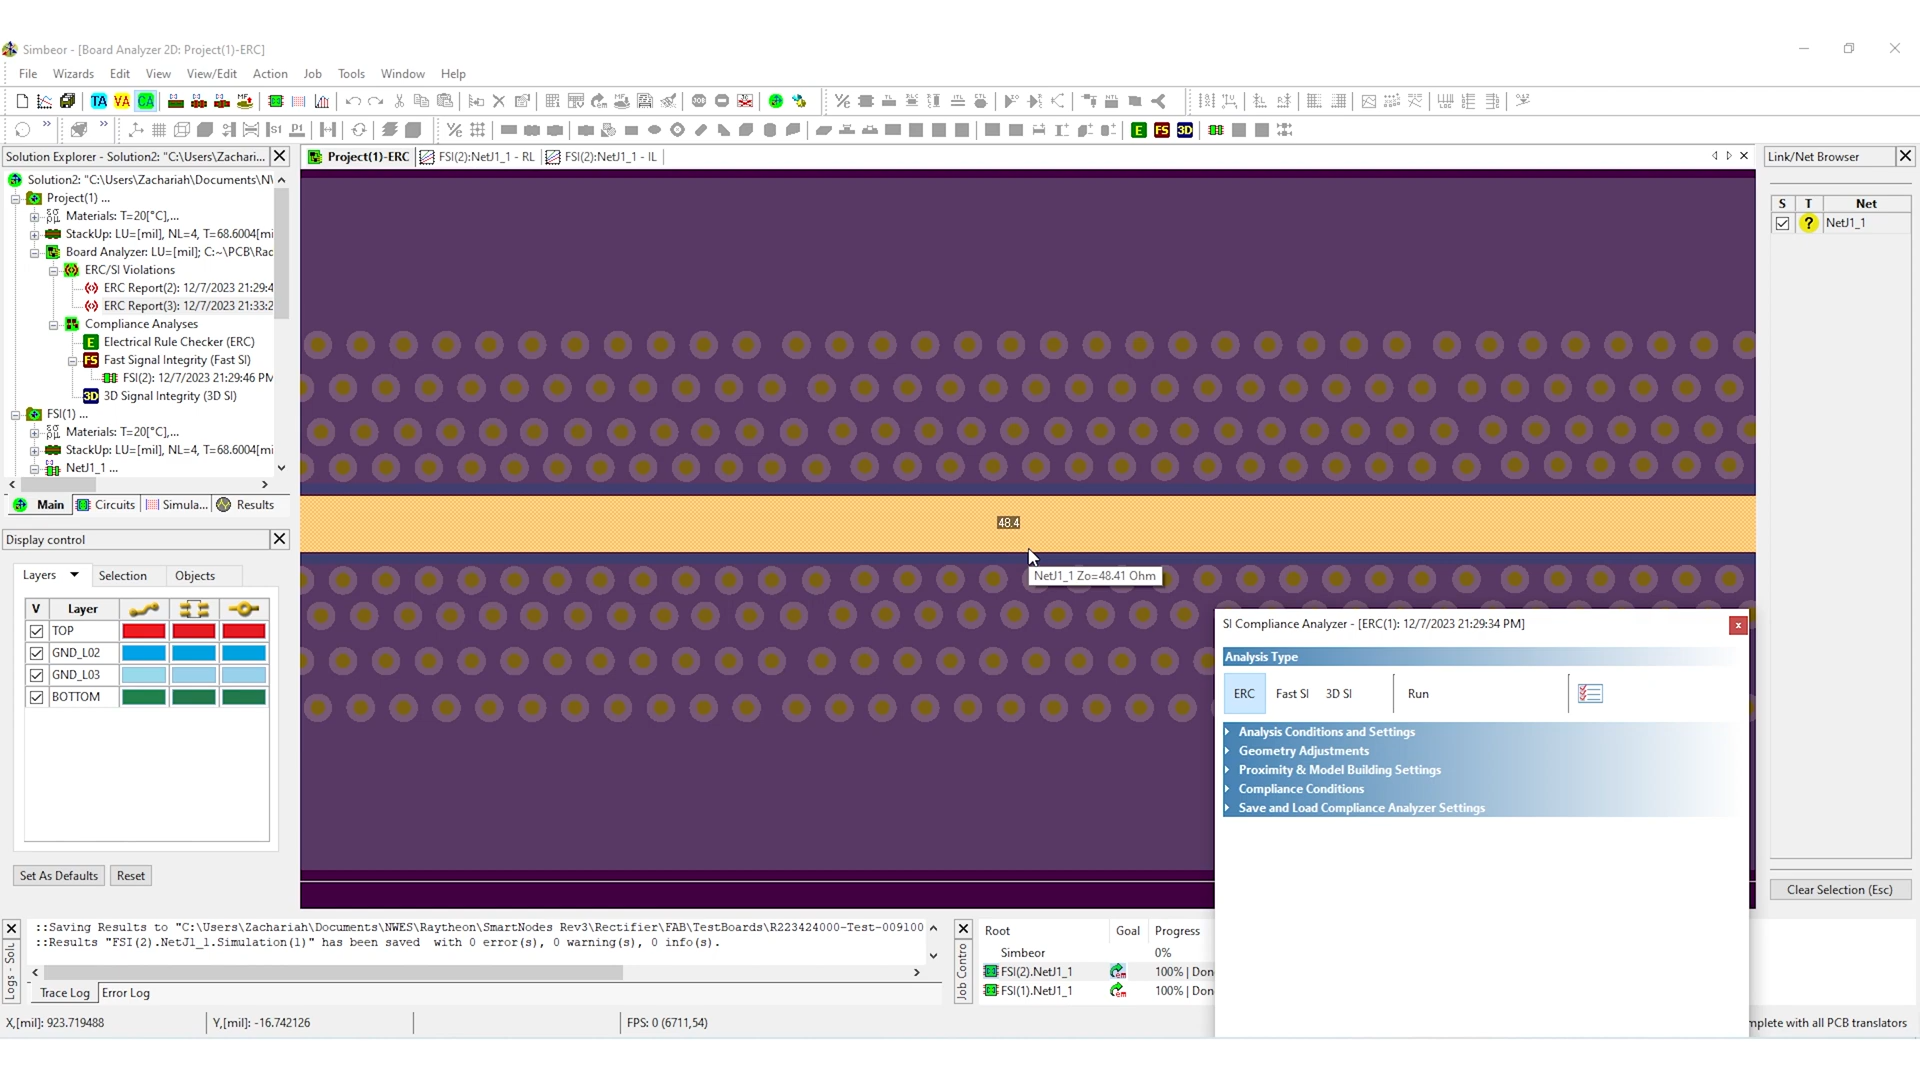 Simbeor - [Board Analyzer 2D: Project(1)-ERC]
File Wizards Edit View View/Edit Action Job Tools Window Help
TA VA CA
E FS 3D
Solution Explorer - Solution2: "C:\Users\Zachari...
Project(1)-ERC FSI(2):NetJ1_1 - RL FSI(2):NetJ1_1 - IL
Link/Net Browser
Solution2: "C:\Users\Zachariah\Documents\N\
Project(1) ...
Materials: T=20[°C],...
StackUp: LU=[mil], NL=4, T=68.6004[mi
Board Analyzer: LU=[mil]; C:~\PCB\Rac
ERC/SI Violations
ERC Report(2): 12/7/2023 21:29:4
ERC Report(3): 12/7/2023 21:33:2
Compliance Analyses
E Electrical Rule Checker (ERC)
FS Fast Signal Integrity (Fast SI)
FSI(2): 12/7/2023 21:29:46 PM
3D 3D Signal Integrity (3D SI)
FSI(1) ...
Materials: T=20[°C],...
StackUp: LU=[mil], NL=4, T=68.6004[mi
NetJ1_1 ...
Main Circuits Simula... Results
S T Net
? NetJ1_1
Display control
Layers Selection Objects
V Layer
TOP
GND_L02
GND_L03
BOTTOM
Set As Defaults Reset
48.4
NetJ1_1 Zo=48.41 Ohm
SI Compliance Analyzer - [ERC(1): 12/7/2023 21:29:34 PM]
Analysis Type
ERC Fast SI 3D SI Run
Analysis Conditions and Settings
Geometry Adjustments
Proximity & Model Building Settings
Compliance Conditions
Save and Load Compliance Analyzer Settings
Clear Selection (Esc)
Logs - Solu
::Saving Results to "C:\Users\Zachariah\Documents\NWES\Raytheon\SmartNodes Rev3\Rectifier\FAB\TestBoards\R223424000-Test-009100
::Results "FSI(2).NetJ1_1.Simulation(1)" has been saved with 0 error(s), 0 warning(s), 0 info(s).
Trace Log Error Log
Job Contro
Root Goal Progress
Simbeor 0%
FSI(2).NetJ1_1 100% | Don
FSI(1).NetJ1_1 100% | Don
X,[mil]: 923.719488 Y,[mil]: -16.742126 FPS: 0 (6711,54)
mplete with all PCB translators